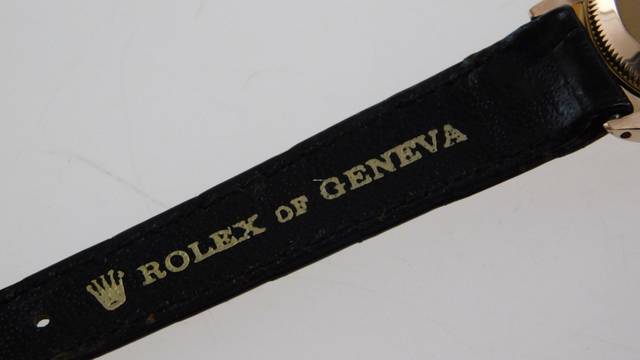 ROLEX OF GENEVA